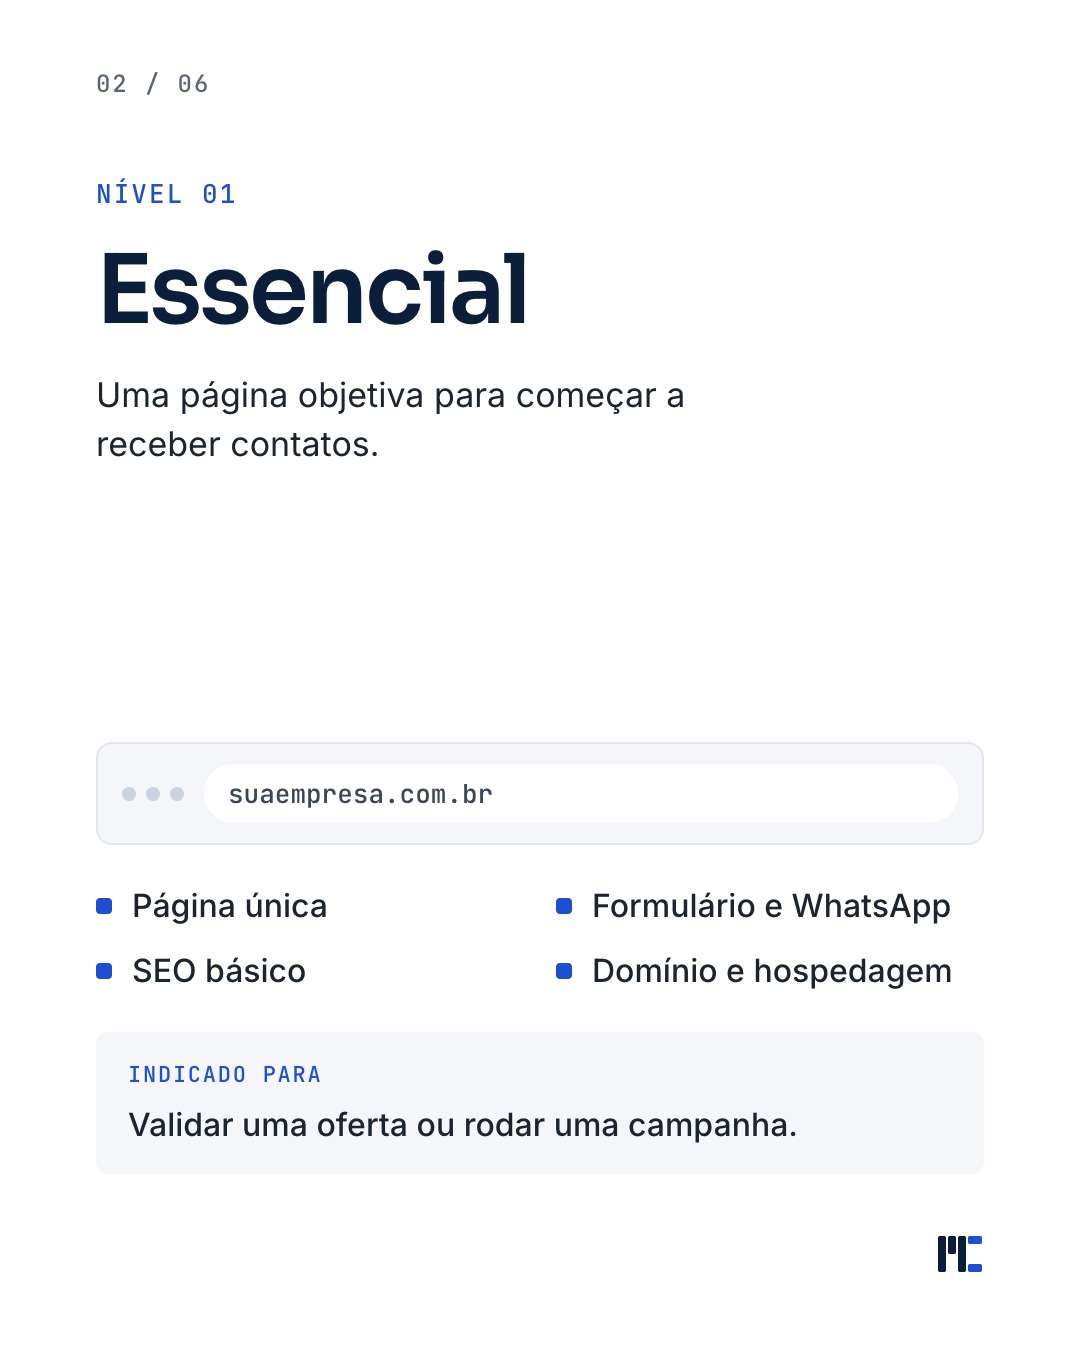 02 / 06
NÍVEL 01
Essencial
Uma página objetiva para começar a
receber contatos.
suaempresa.com.br
Página única
Formulário e WhatsApp
SEO básico
Domínio e hospedagem
INDICADO PARA
Validar uma oferta ou rodar uma campanha.
MC